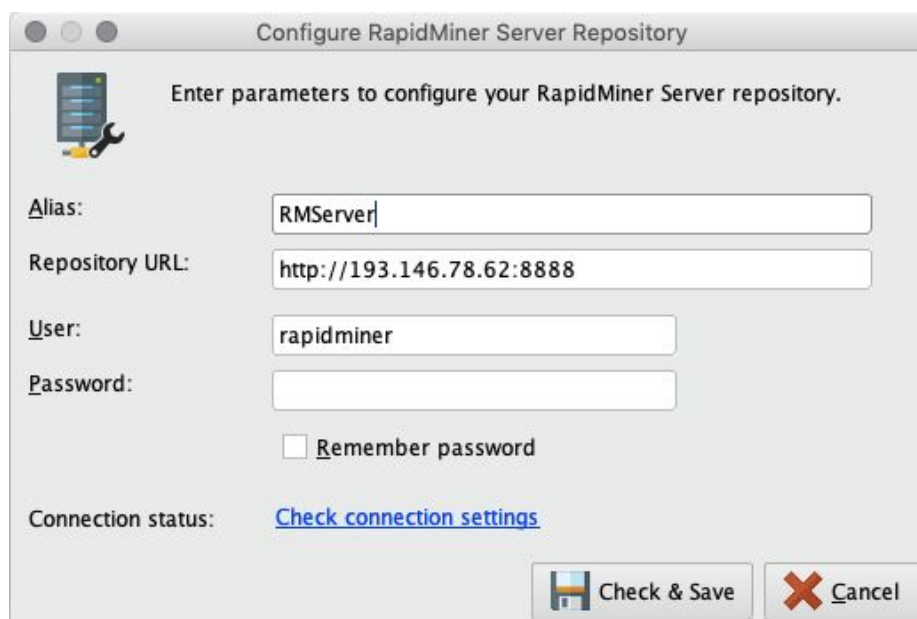 Configure RapidMiner Server Repository
Enter parameters to configure your RapidMiner Server repository.
Alias:
RMServer
Repository URL:
http://193.146.78.62:8888
User:
rapidminer
Password:
Remember password
Connection status:
Check connection settings
Check & Save
Cancel